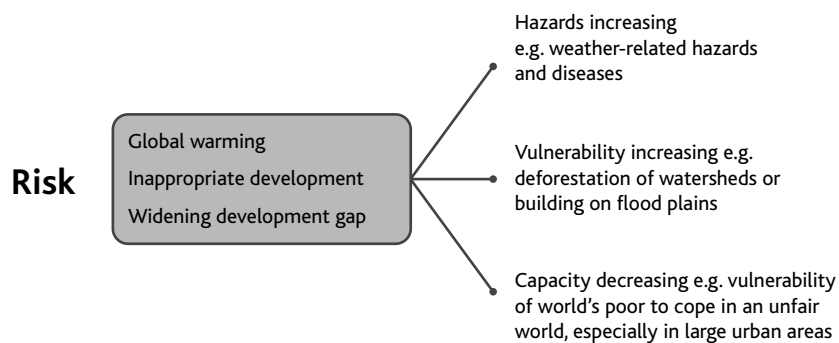 Risk
Global warming
Inappropriate development
Widening development gap
Hazards increasing
e.g. weather-related hazards
and diseases
Vulnerability increasing e.g.
deforestation of watersheds or
building on flood plains
Capacity decreasing e.g. vulnerability
of world's poor to cope in an unfair
world, especially in large urban areas